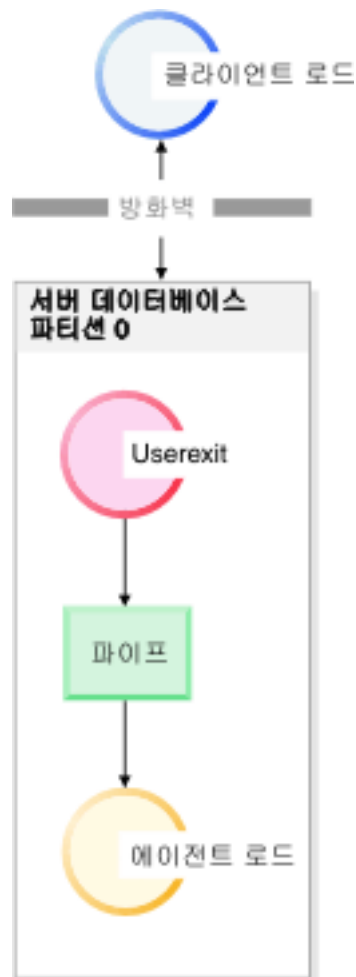 클라이언트 로드
방화벽
서버 데이터베이스
파티션 0
Userexit
파이프
에이전트 로드